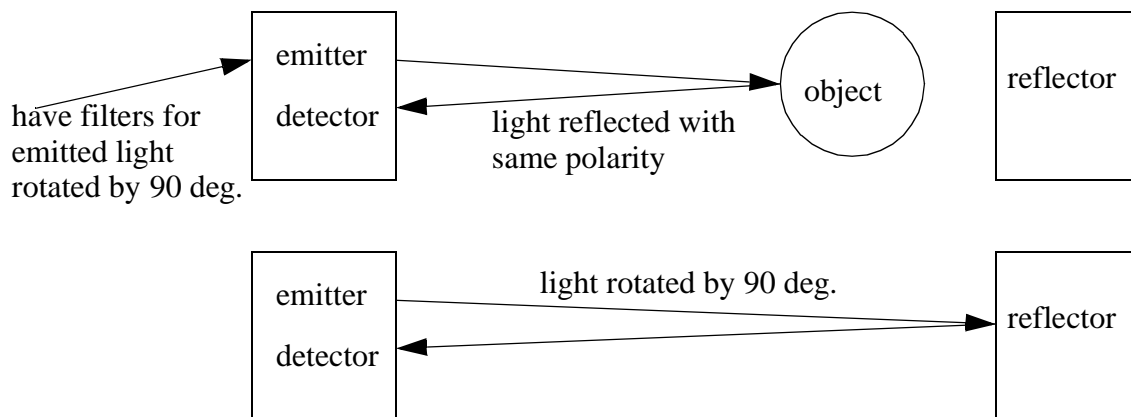 emitter
detector
have filters for
emitted light
rotated by 90 deg.
light reflected with
same polarity
object
reflector
emitter
detector
light rotated by 90 deg.
reflector